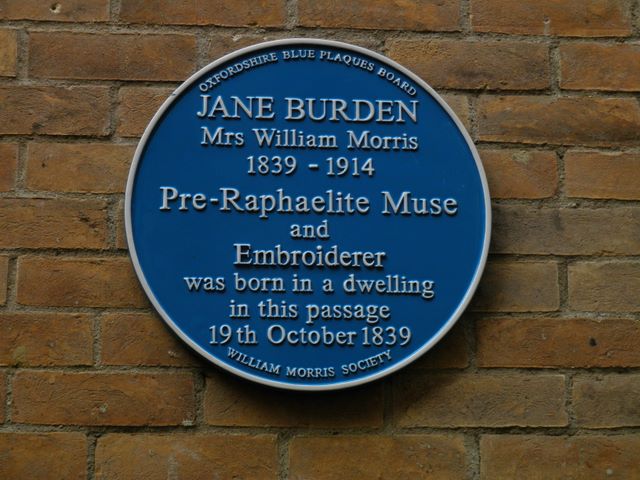 OXFORDSHIRE BLUE PLAQUES BOARD
JANE BURDEN
Mrs William Morris
1839 - 1914
Pre-Raphaelite Muse
and
Embroiderer
was born in a dwelling
in this passage
19th October 1839
WILLIAM MORRIS SOCIETY